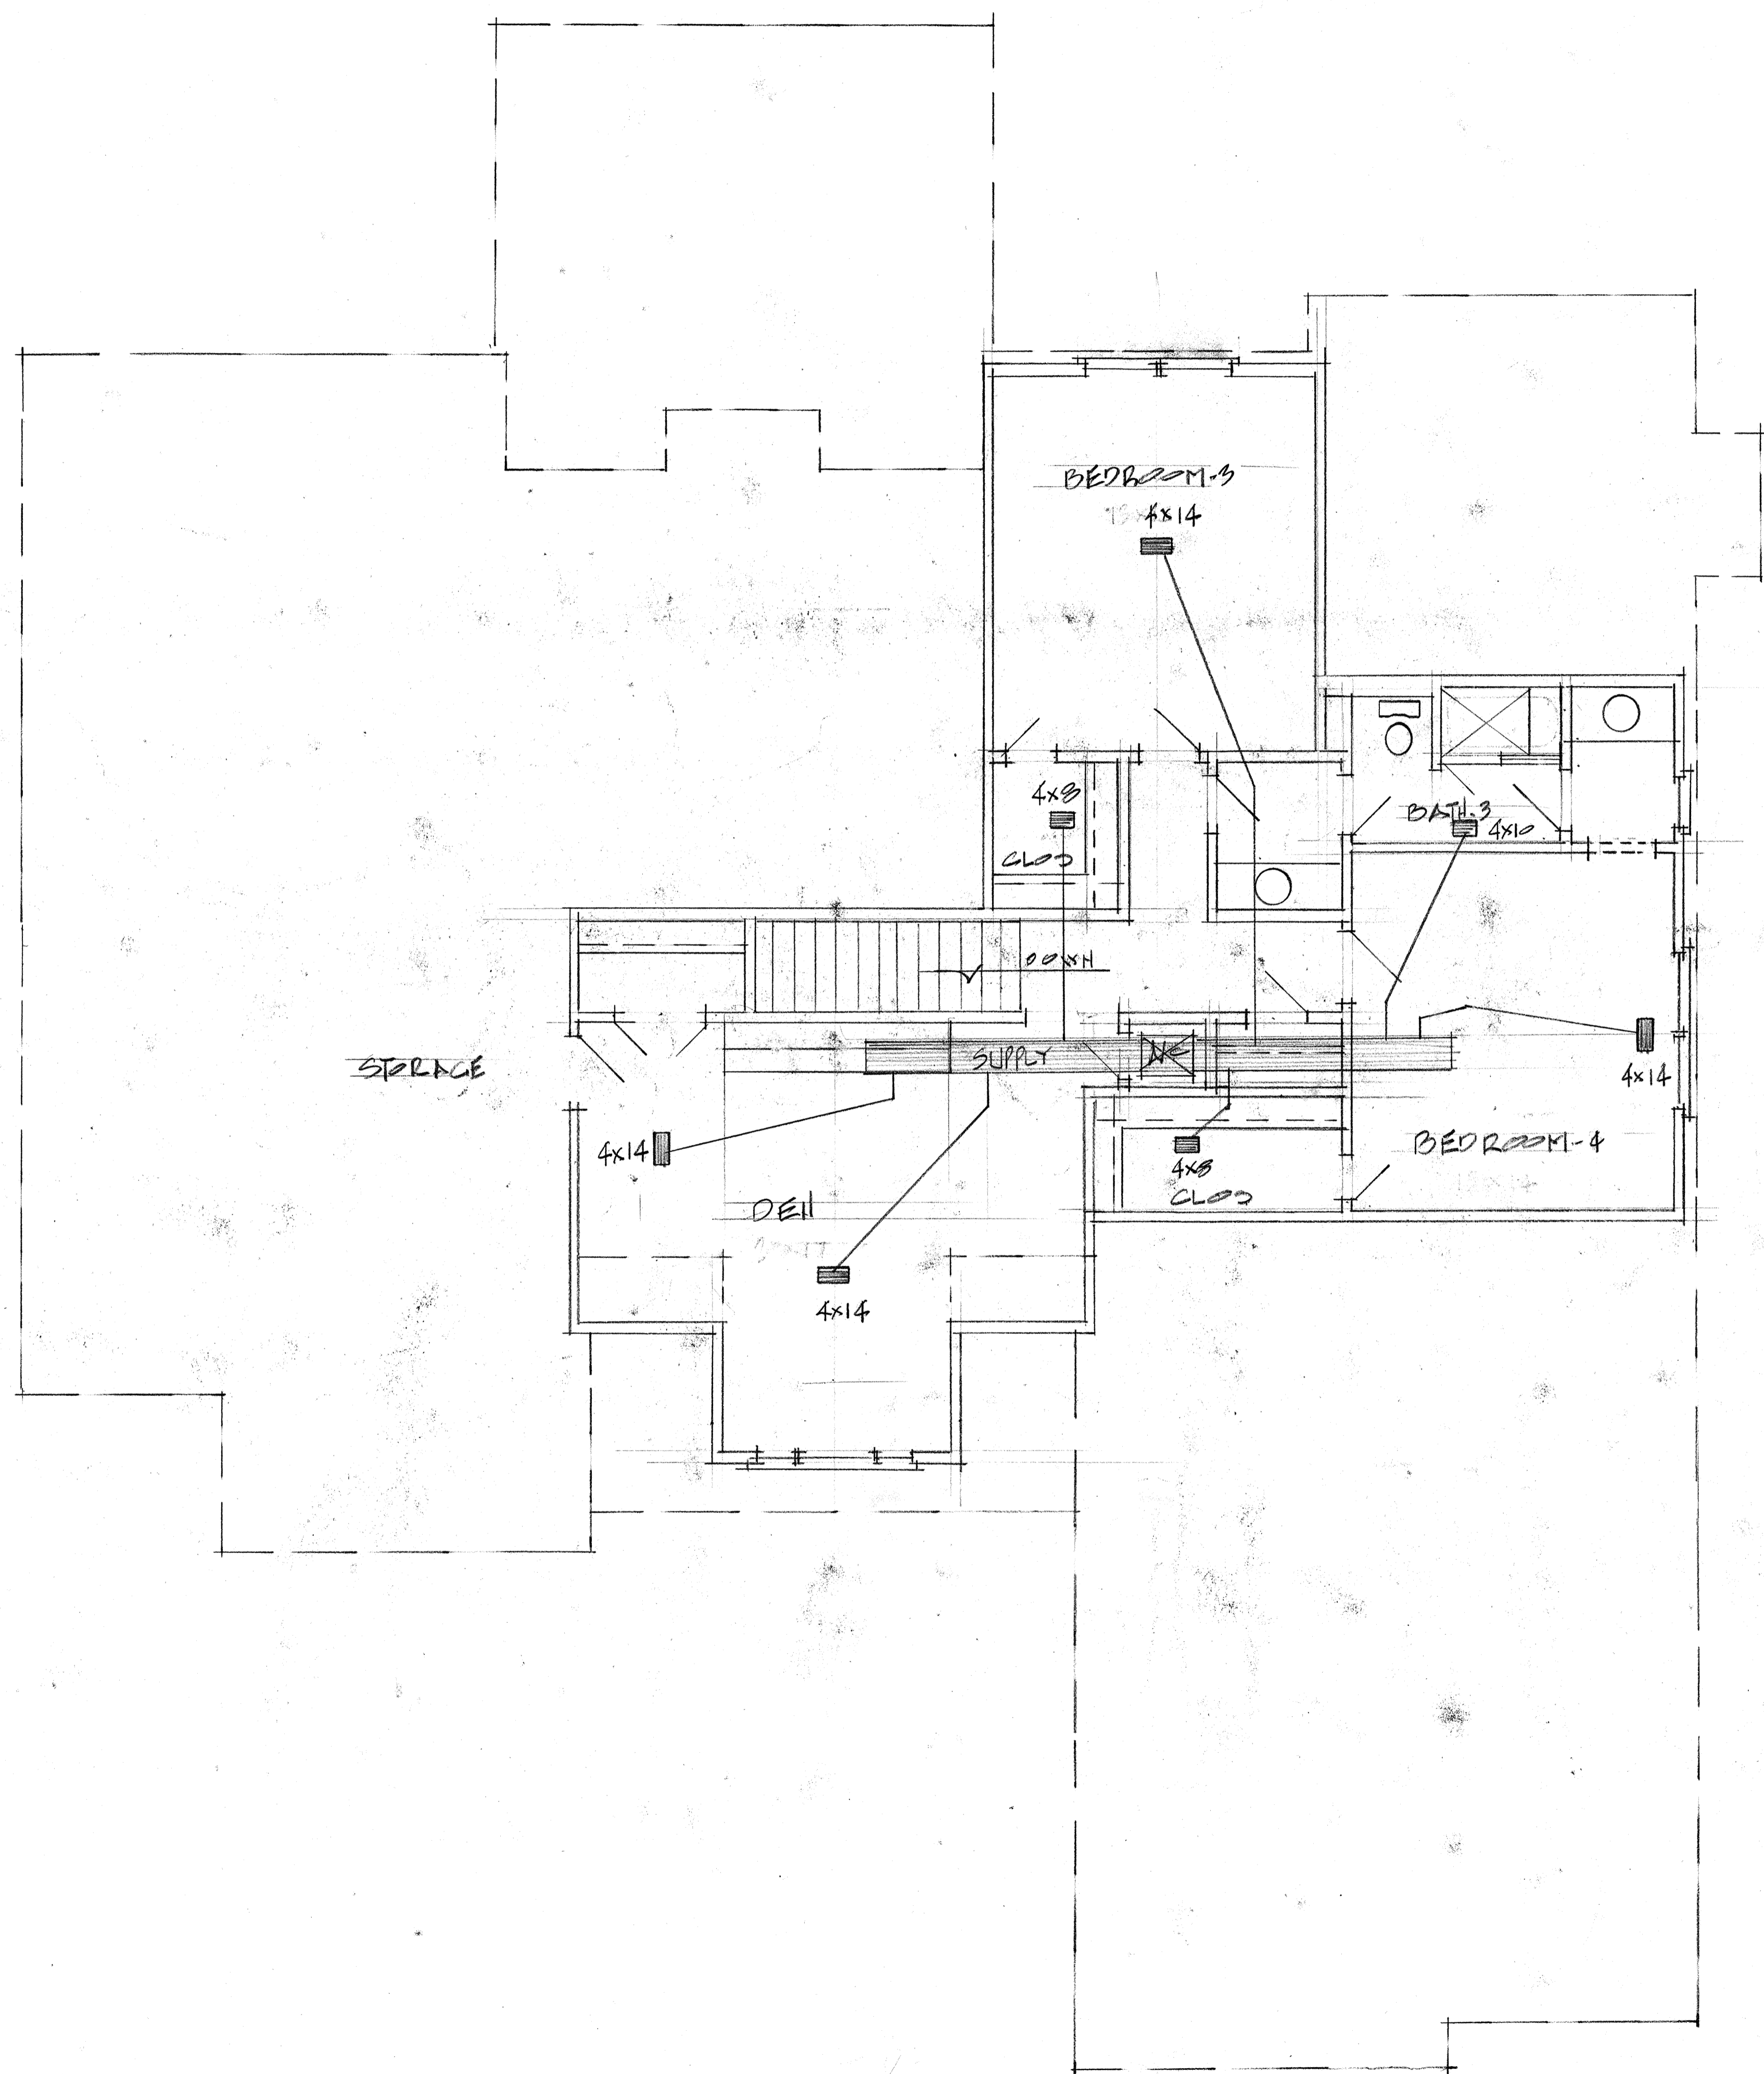 BEDROOM-3
4x14
4x8
CLOS
BATH.3
4x10
DOWN
STORAGE
SUPPLY
A/C
4x14
4x14
BEDROOM-4
4x8
CLOS
DEN
4x14